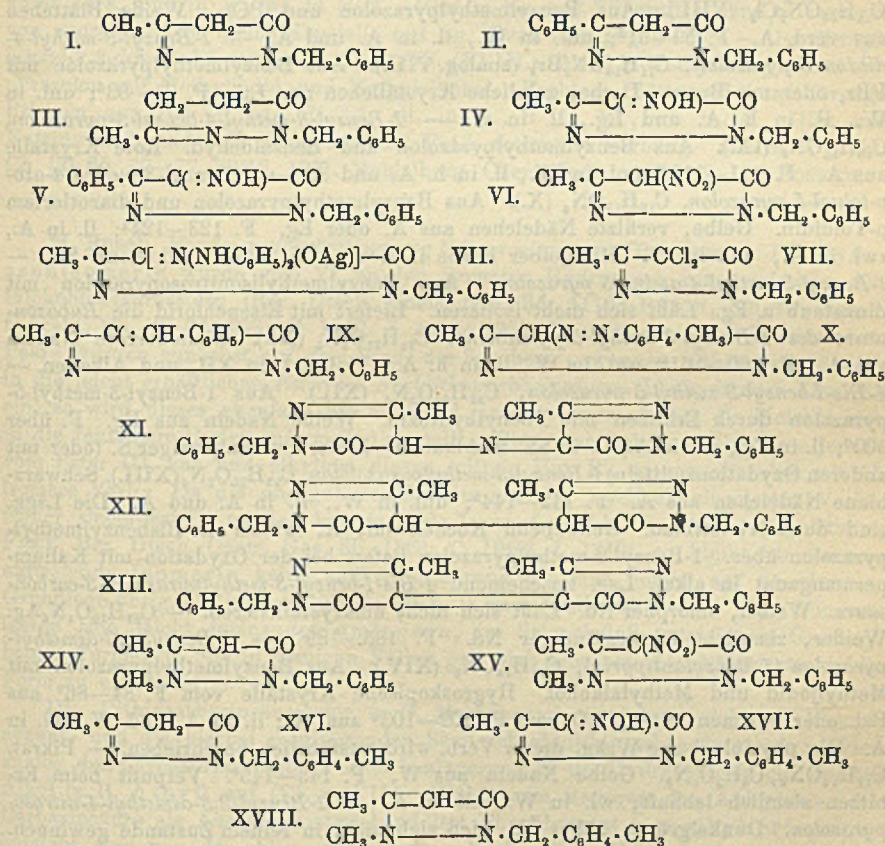 I. CH₃·C—CH₂—CO
N——N·CH₂·C₆H₅
II. C₆H₅·C—CH₂—CO
N——N·CH₂·C₆H₅
III. CH₂—CH₂—CO
CH₃·C═N——N·CH₂·C₆H₅
IV. CH₃·C—C(:NOH)—CO
N——N·CH₂·C₆H₅
V. C₆H₅·C—C(:NOH)—CO
N——N·CH₂·C₆H₅
VI. CH₃·C—CH(NO₂)—CO
N——N·CH₂·C₆H₅
CH₃·C—C[:N(NHC₆H₅)₂(OAg)]—CO VII.
N——N·CH₂·C₆H₅
CH₃·C—CCl₂—CO VIII.
N——N·CH₂·C₆H₅
CH₃·C—C(:CH·C₆H₅)—CO IX.
N——N·CH₂·C₆H₅
CH₃·C—CH(N:N·C₆H₄·CH₃)—CO X.
N——N·CH₂·C₆H₅
XI. N═C·CH₃ CH₃·C═N
C₆H₅·CH₂·N—CO—CH—N═C—CO—N·CH₂·C₆H₅
XII. N═C·CH₃ CH₃·C═N
C₆H₅·CH₂·N—CO—CH——CH—CO—N·CH₂·C₆H₅
XIII. N═C·CH₃ CH₃·C═N
C₆H₅·CH₂·N—CO—C═C—CO—N·CH₂·C₆H₅
XIV. CH₃·C═CH—CO
CH₃·N——N·CH₂·C₆H₅
XV. CH₃·C═C(NO₂)—CO
CH₃·N——N·CH₂·C₆H₅
CH₃·C—CH₂—CO XVI.
N——N·CH₂·C₆H₄·CH₃
CH₃·C—C(:NOH)·CO XVII.
N——N·CH₂·C₆H₄·CH₃
XVIII. CH₃·C═CH—CO
CH₃·N——N·CH₂·C₆H₄·CH₃